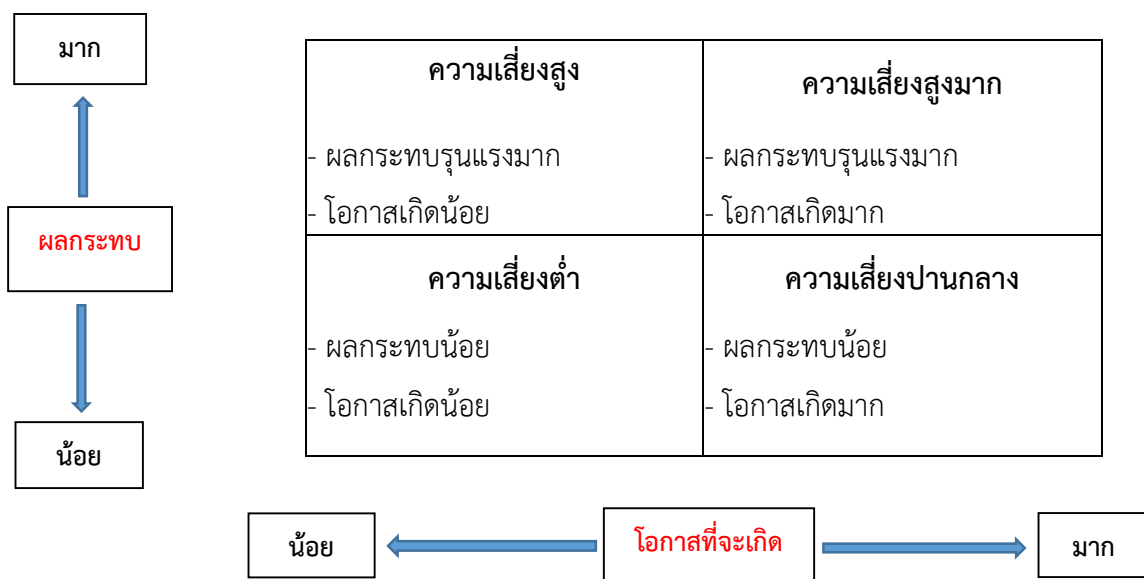 มาก
ผลกระทบ
น้อย
ความเสี่ยงสูง
- ผลกระทบรุนแรงมาก
- โอกาสเกิดน้อย
ความเสี่ยงสูงมาก
- ผลกระทบรุนแรงมาก
- โอกาสเกิดมาก
ความเสี่ยงต่ำ
- ผลกระทบน้อย
- โอกาสเกิดน้อย
ความเสี่ยงปานกลาง
- ผลกระทบน้อย
- โอกาสเกิดมาก
น้อย
โอกาสที่จะเกิด
มาก